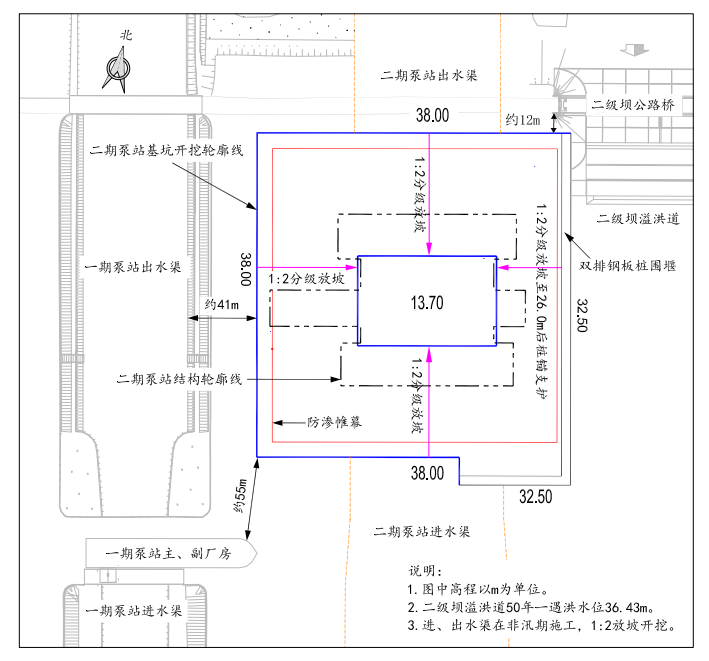 北
二期泵站出水渠
38.00
约12m
二级坝公路桥
二期泵站基坑开挖轮廓线
1:2分级放坡
1:2分级放坡至26.0m后桩锚支护
二级坝溢洪道
一期泵站出水渠
38.00
1:2分级放坡
双排钢板桩围堰
约41m
13.70
32.50
二期泵站结构轮廓线
1:2分级放坡
防渗帷幕
38.00
约55m
32.50
二期泵站进水渠
一期泵站主、副厂房
一期泵站进水渠
说明:
1.图中高程以m为单位。
2.二级坝溢洪道50年一遇洪水位36.43m。
3.进、出水渠在非汛期施工，1:2放坡开挖。